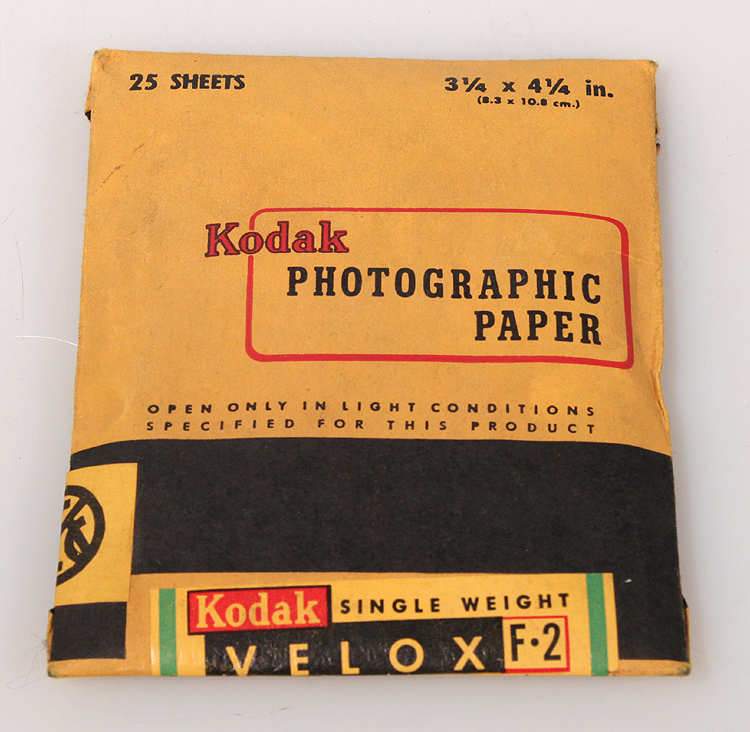 25 SHEETS 3¼ x 4¼ in.
(8.3 x 10.8 cm.)
Kodak
PHOTOGRAPHIC
PAPER
OPEN ONLY IN LIGHT CONDITIONS
SPECIFIED FOR THIS PRODUCT
Kodak SINGLE WEIGHT
VELOX F·2